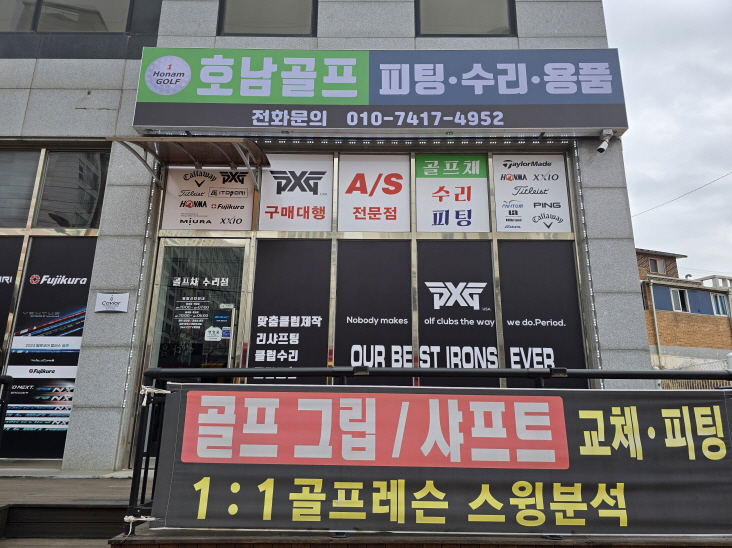 1
Honam
GOLF
호남골프
피팅·수리·용품
전화문의 010-7417-4952
Callaway
Titleist
HONMA
Fujikura
MIURA XXIO
PXG
구매대행
A/S
전문점
골프채
수리
피팅
TaylorMade
HONMA XXIO
Titleist
PING
Callaway
Fujikura
VENTUS
Fujikura
골프채 수리점
맞춤클럽제작
리샤프팅
클럽수리
PXG
Nobody makes olf clubs the way we do.Period.
OUR BEST IRONS EVER
골프 그립 / 샤프트 교체·피팅
1:1 골프레슨 스윙분석